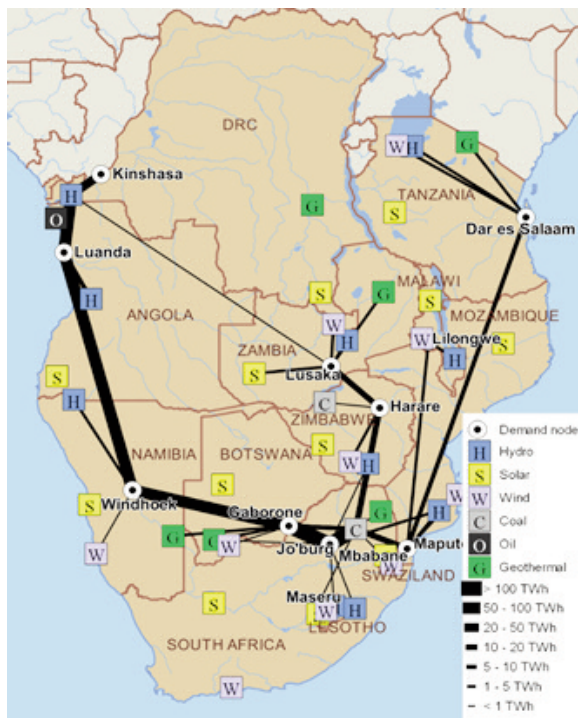 DRC
Kinshasa
H
O
Luanda
H
ANGOLA
S
H
G
W
H
G
TANZANIA
S
Dar es Salaam
S
G
MALAWI
S
MOZAMBIQUE
W
H
ZAMBIA
S
Lusaka
W
Lilongwe
H
S
C
Harare
ZIMBABWE
S
W
H
BOTSWANA
S
NAMIBIA
Windhoek
S
W
Gaborone
G
G
W
Jo'burg
C
G
H
W
Mbabane
Maput
W
SWAZILAND
Maseru
S
W
H
LESOTHO
S
SOUTH AFRICA
W
Demand node
H Hydro
S Solar
W Wind
C Coal
O Oil
G Geothermal
> 100 TWh
50 - 100 TWh
20 - 50 TWh
10 - 20 TWh
5 - 10 TWh
1 - 5 TWh
< 1 TWh